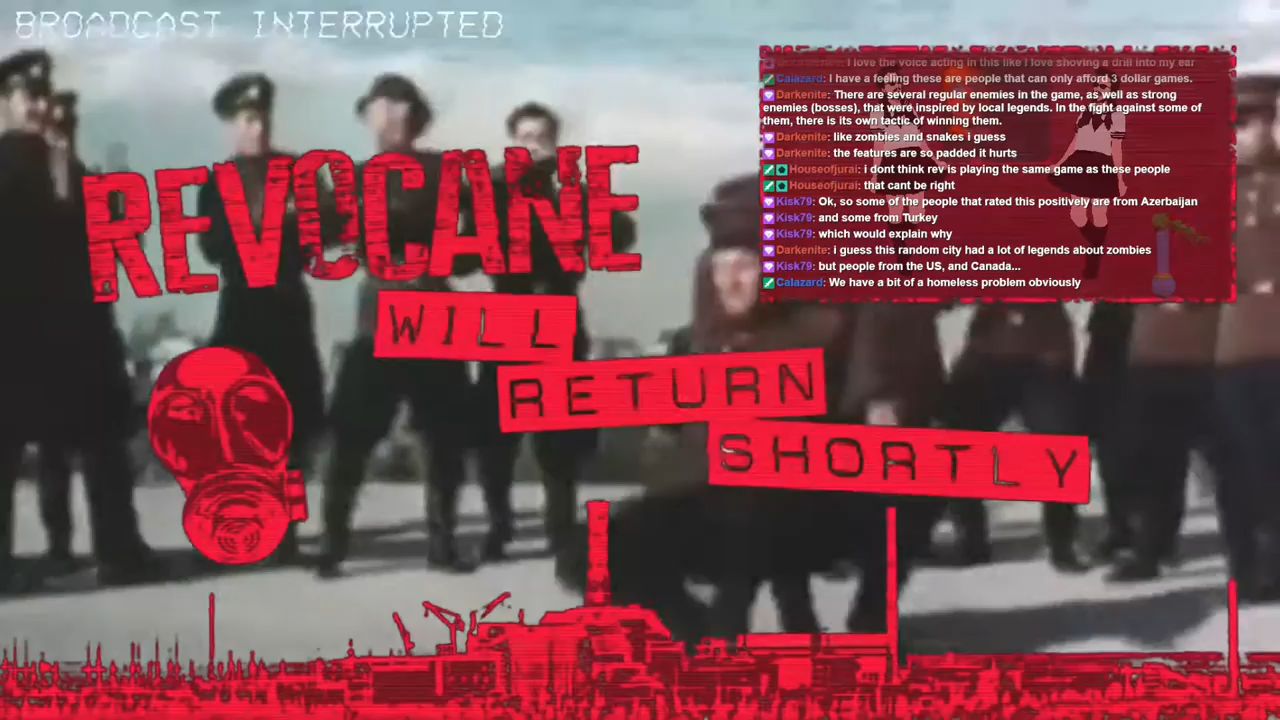 BROADCAST INTERRUPTED
REVOCANE
WILL
RETURN
SHORTLY
I love the voice acting in this like I love shoving a drill into my ear
Calazard: I have a feeling these are people that can only afford 3 dollar games.
Darkenite: There are several regular enemies in the game, as well as strong
enemies (bosses), that were inspired by local legends. In the fight against some of
them, there is its own tactic of winning them.
Darkenite: like zombies and snakes i guess
Darkenite: the features are so padded it hurts
Houseofjurai: i dont think rev is playing the same game as these people
Houseofjurai: that cant be right
Kisk79: Ok, so some of the people that rated this positively are from Azerbaijan
Kisk79: and some from Turkey
Kisk79: which would explain why
Darkenite: i guess this random city had a lot of legends about zombies
Kisk79: but people from the US, and Canada...
Calazard: We have a bit of a homeless problem obviously